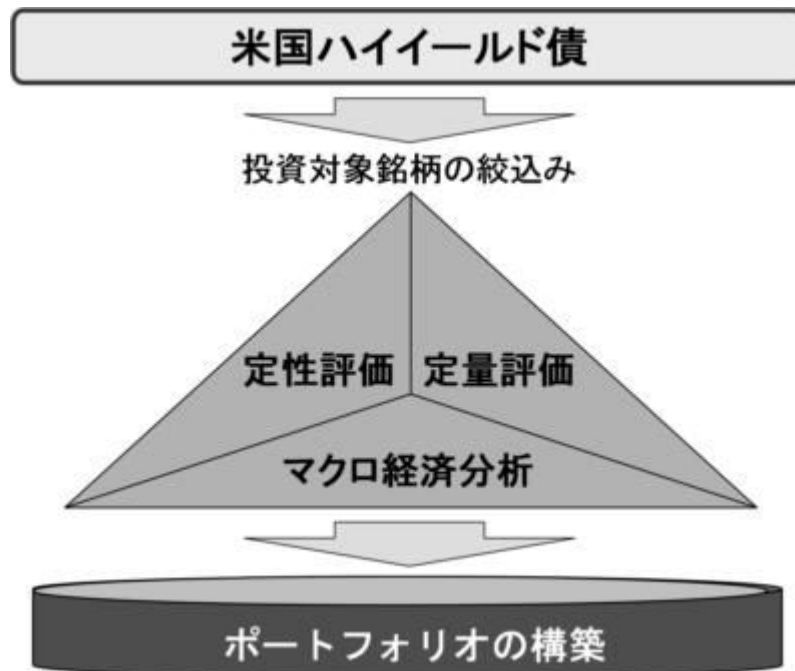 米国ハイイールド債
投資対象銘柄の絞込み
定性評価
定量評価
マクロ経済分析
ポートフォリオの構築